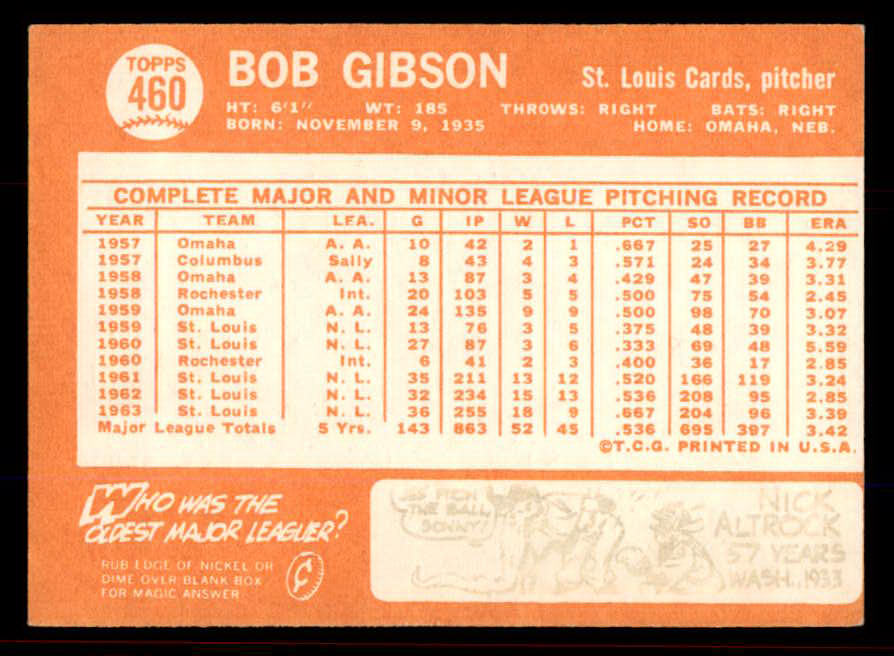 TOPPS
460
BOB GIBSON
St. Louis Cards, pitcher
HT: 6'1" WT: 185 THROWS: RIGHT BATS: RIGHT
BORN: NOVEMBER 9, 1935 HOME: OMAHA, NEB.
COMPLETE MAJOR AND MINOR LEAGUE PITCHING RECORD
YEAR TEAM LEA. G IP W L PCT SO BB ERA
1957 Omaha A. A. 10 42 2 1 .667 25 27 4.29
1957 Columbus Sally 8 43 4 3 .571 24 34 3.77
1958 Omaha A. A. 13 87 3 4 .429 47 39 3.31
1958 Rochester Int. 20 103 5 5 .500 75 54 2.45
1959 Omaha A. A. 24 135 9 9 .500 98 70 3.07
1959 St. Louis N. L. 13 76 3 5 .375 48 39 3.32
1960 St. Louis N. L. 27 87 3 6 .333 69 48 5.59
1960 Rochester Int. 6 41 2 3 .400 36 17 2.85
1961 St. Louis N. L. 35 211 13 12 .520 166 119 3.24
1962 St. Louis N. L. 32 234 15 13 .536 208 95 2.85
1963 St. Louis N. L. 36 255 18 9 .667 204 96 3.39
Major League Totals 5 Yrs. 143 863 52 45 .536 695 397 3.42
©T.C.G. PRINTED IN U.S.A.
WHO WAS THE
OLDEST MAJOR LEAGUER?
RUB EDGE OF NICKEL OR
DIME OVER BLANK BOX
FOR MAGIC ANSWER
PITCH
THE BALL,
SONNY!
NICK
ALTROCK
57 YEARS
WASH., 1933